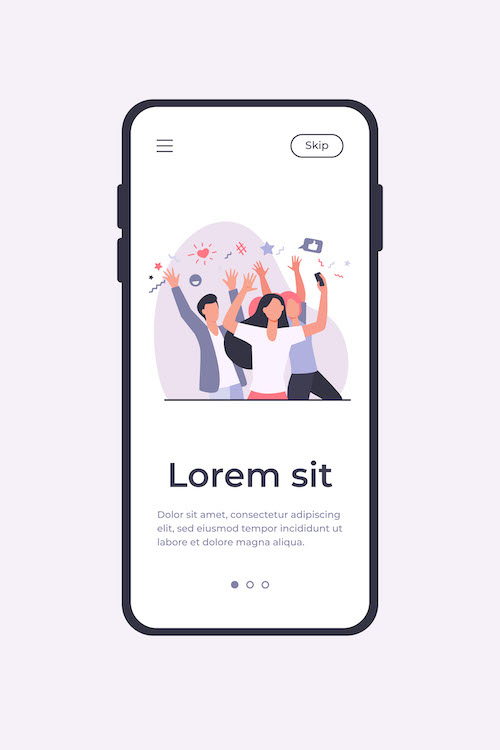 Skip
Lorem sit
Dolor sit amet, consectetur adipiscing
elit, sed eiusmod tempor incididunt ut
labore et dolore magna aliqua.